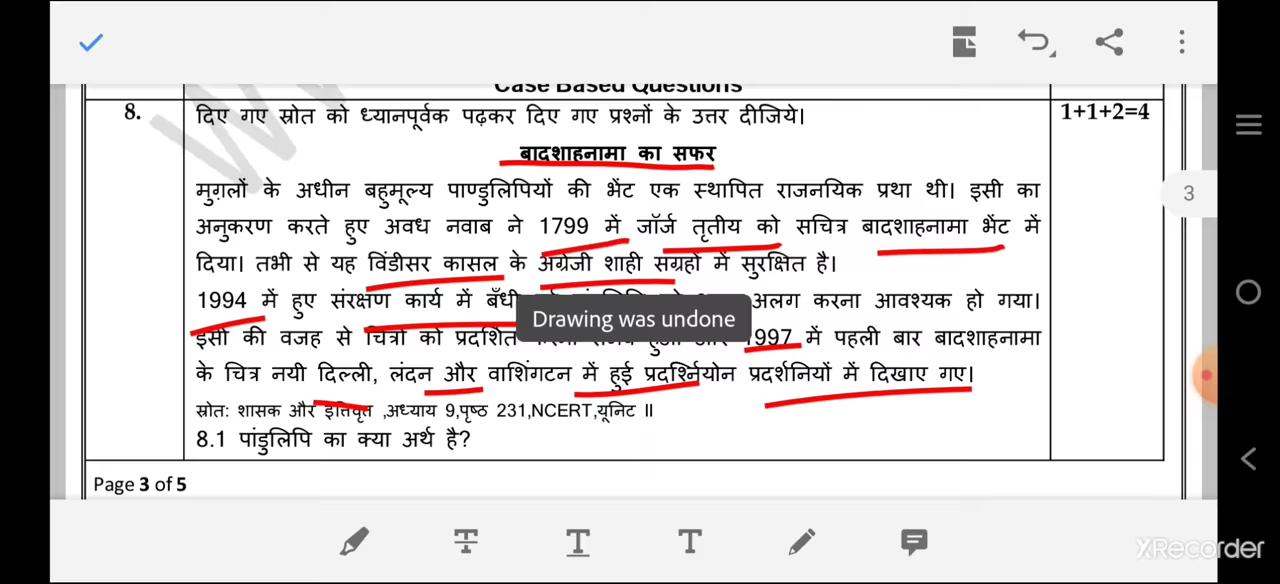 Case Based Questions
8. दिए गए स्रोत को ध्यानपूर्वक पढ़कर दिए गए प्रश्नों के उत्तर दीजिये। 1+1+2=4
बादशाहनामा का सफर
मुग़लों के अधीन बहुमूल्य पाण्डुलिपियों की भेंट एक स्थापित राजनयिक प्रथा थी। इसी का
अनुकरण करते हुए अवध नवाब ने 1799 में जॉर्ज तृतीय को सचित्र बादशाहनामा भेंट में
3
दिया। तभी से यह विंडीसर कासल के अंग्रेजी शाही संग्रहों में सुरक्षित है।
1994 में हुए संरक्षण कार्य में बँधी अलग करना आवश्यक हो गया।
Drawing was undone
इसी की वजह से चित्रों को प्रदर्शित 1997 में पहली बार बादशाहनामा
के चित्र नयी दिल्ली, लंदन और वाशिंगटन में हुई प्रदर्श्नियोन प्रदर्शनियों में दिखाए गए।
स्रोत: शासक और इतिवृत ,अध्याय 9,पृष्ठ 231,NCERT,यूनिट II
8.1 पांडुलिपि का क्या अर्थ है?
Page 3 of 5
T T T
XRecorder